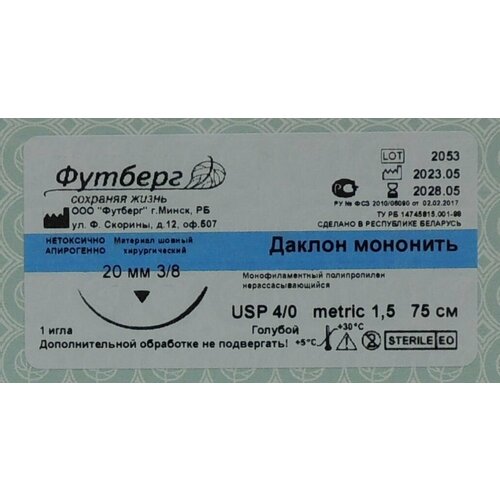 Футберг
сохраняя жизнь
ООО "Футберг" г.Минск, РБ
ул. Ф. Скорины, д.12, оф.507
LOT 2053
2023.05
2028.05
РУ № ФСЗ 2010/06090 от 02.02.2017
ТУ РБ 14745815.001-99
СДЕЛАНО В РЕСПУБЛИКЕ БЕЛАРУСЬ
НЕТОКСИЧНО
АПИРОГЕННО
Материал шовный
хирургический
Даклон мононить
20 мм 3/8
Монофиламентный полипропилен
нерассасывающийся
USP 4/0 metric 1,5 75 см
1 игла
Голубой
Дополнительной обработке не подвергать!
+5°C +30°C
STERILE EO